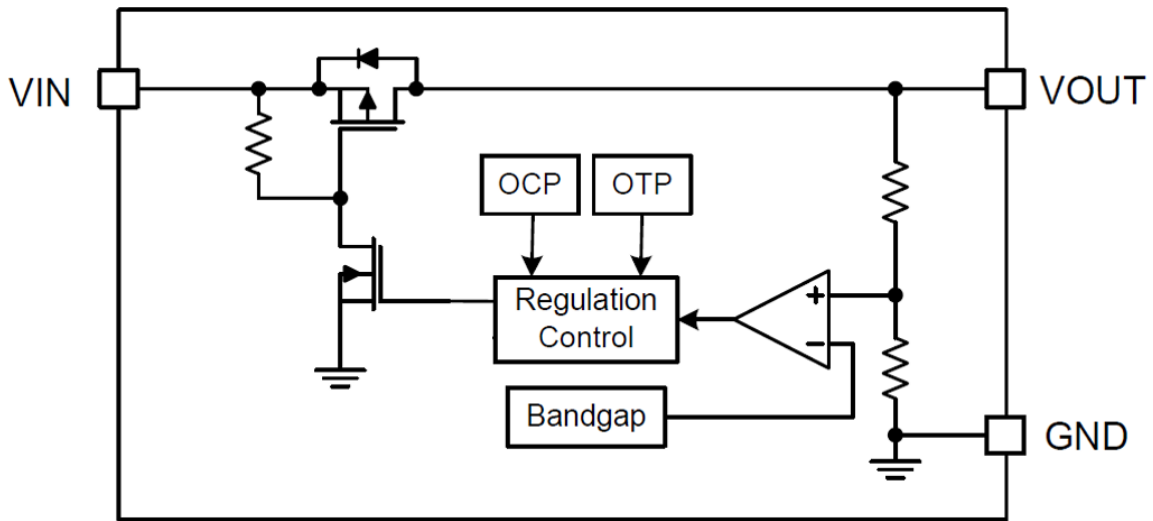 VIN
VOUT
OCP
OTP
Regulation
Control
+
−
Bandgap
GND